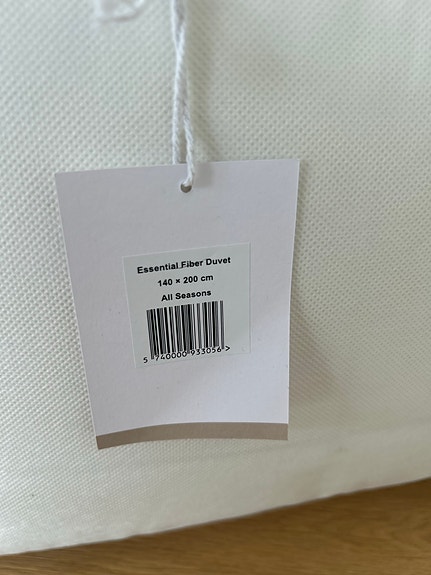 Essential Fiber Duvet
140 × 200 cm
All Seasons
5 740000 933056 >